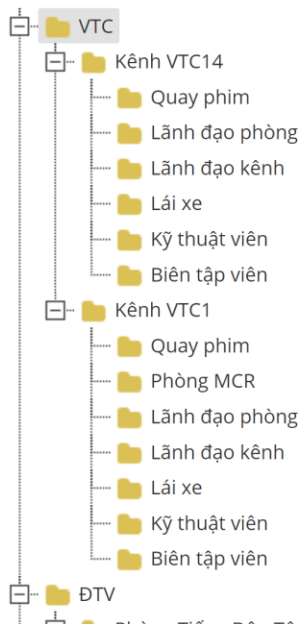 VTC
Kênh VTC14
Quay phim
Lãnh đạo phòng
Lãnh đạo kênh
Lái xe
Kỹ thuật viên
Biên tập viên
Kênh VTC1
Quay phim
Phòng MCR
Lãnh đạo phòng
Lãnh đạo kênh
Lái xe
Kỹ thuật viên
Biên tập viên
ĐTV